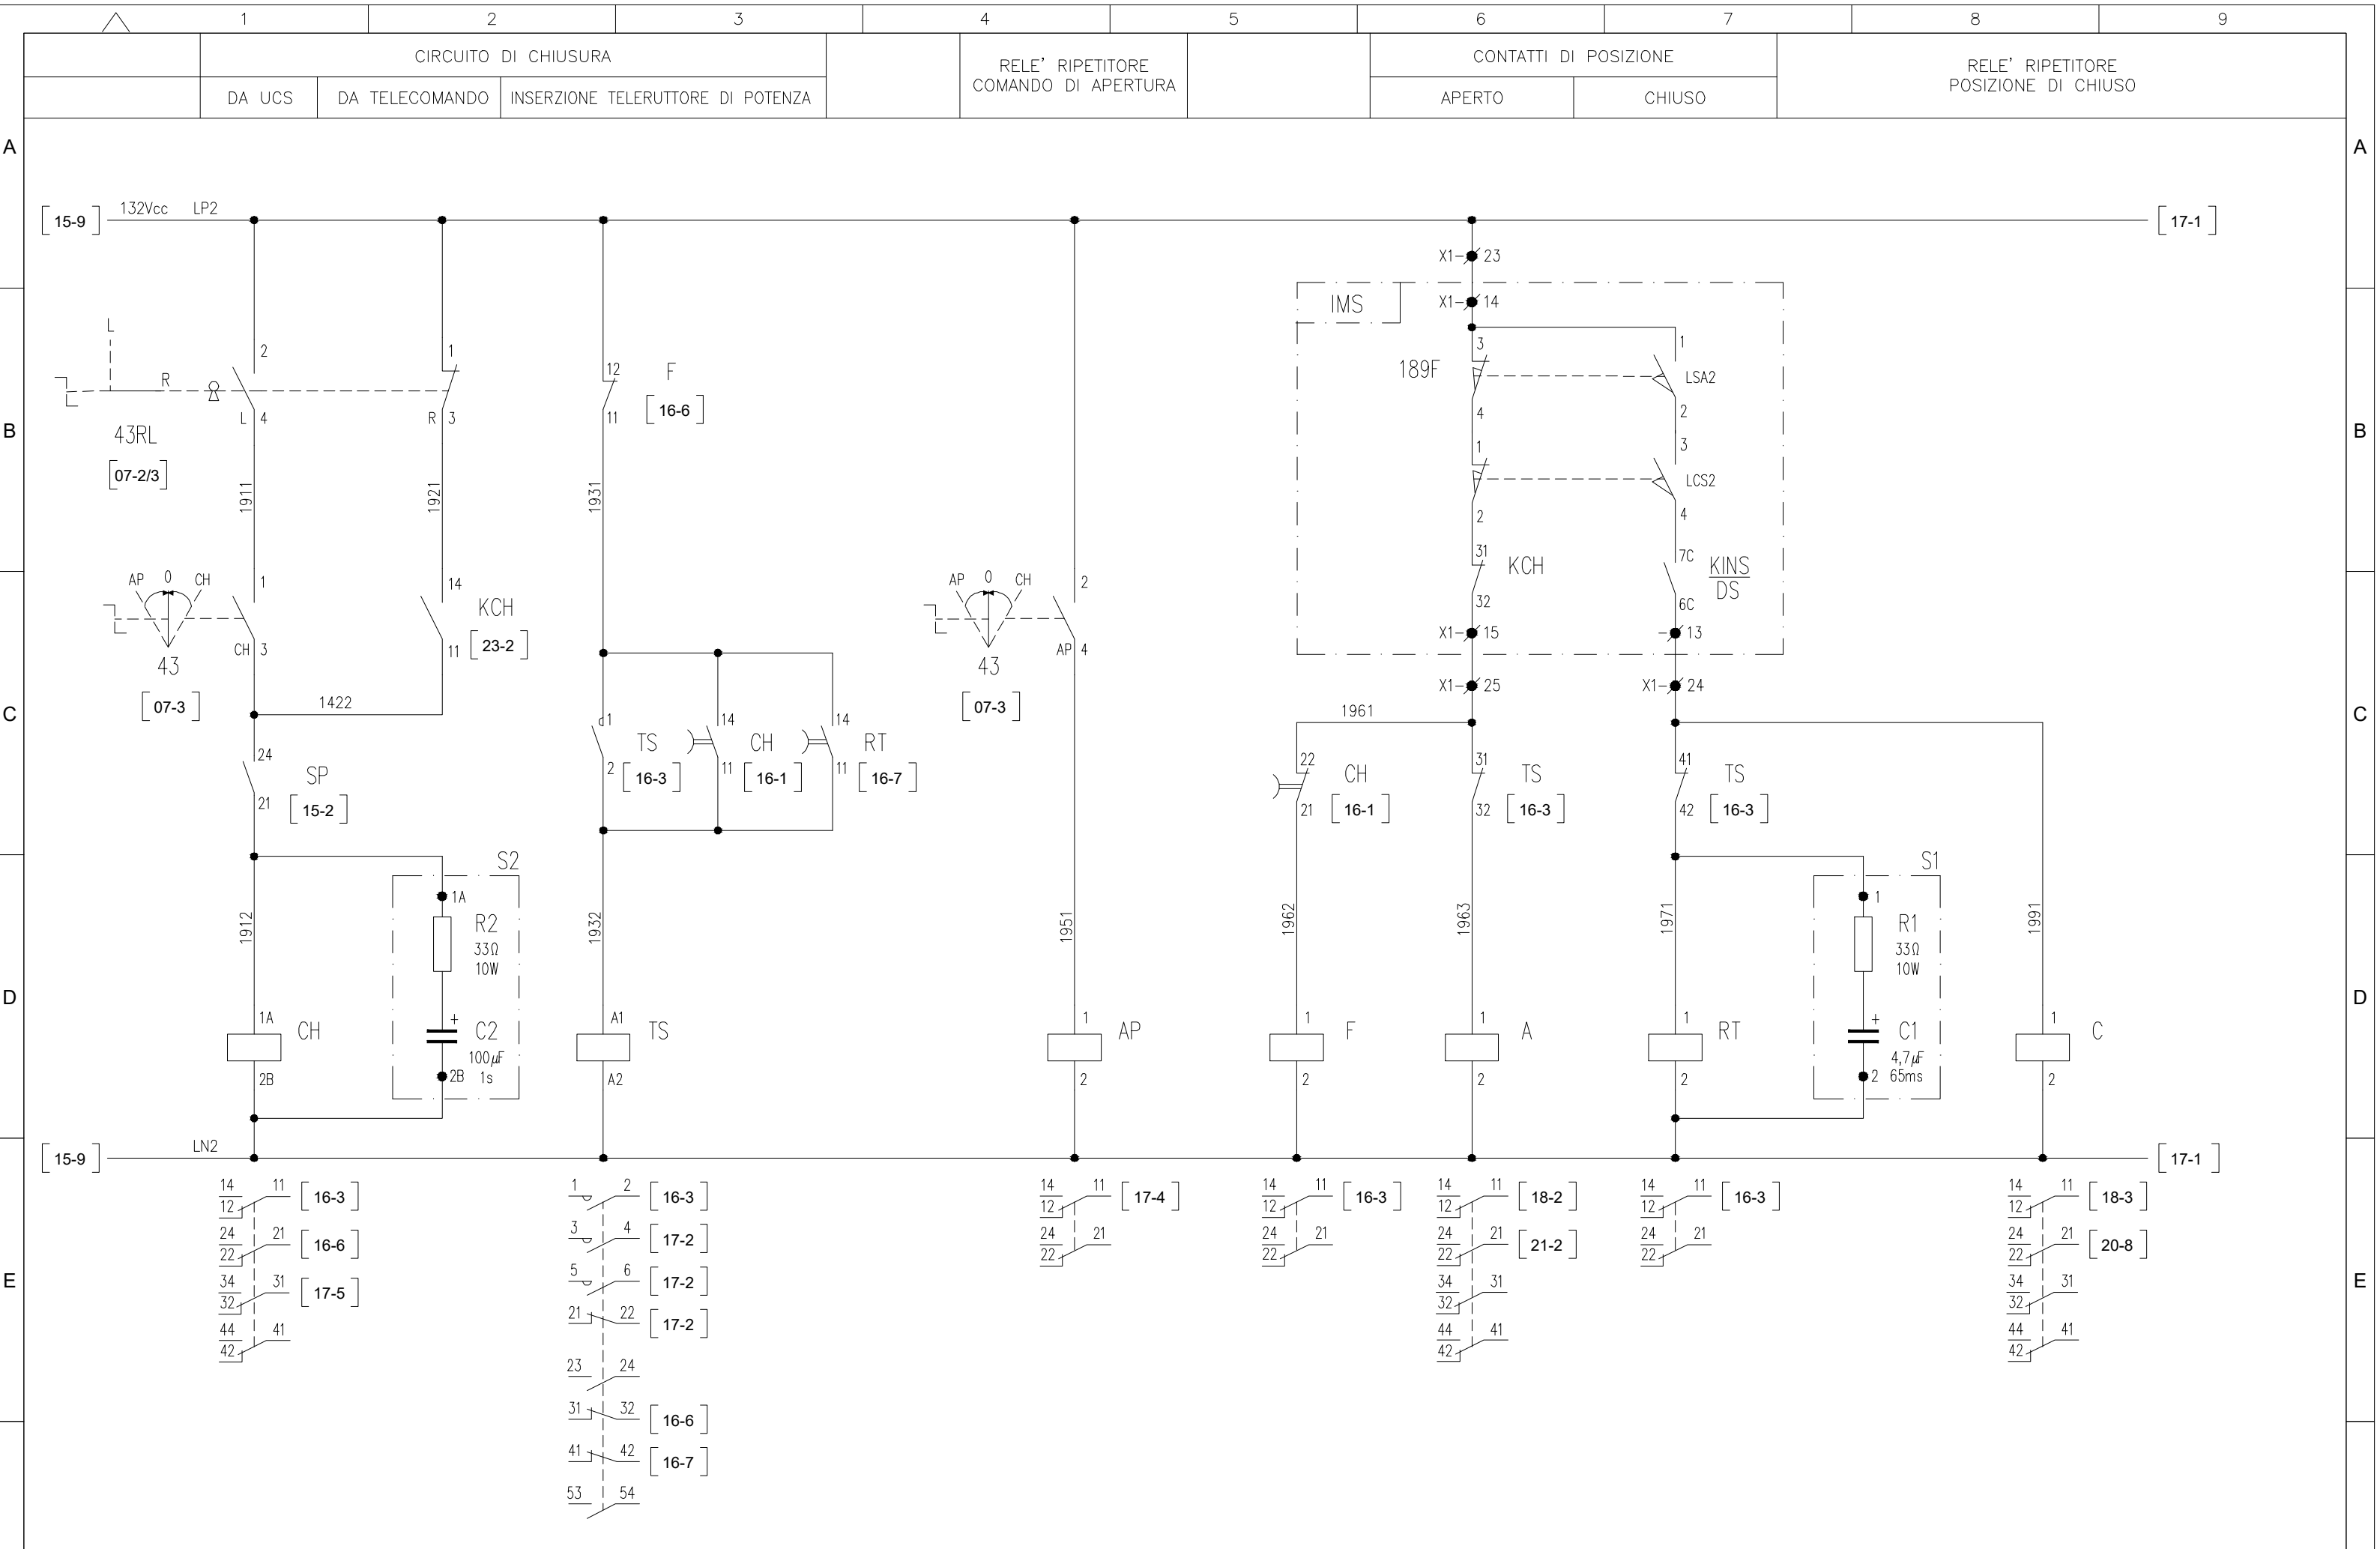 1 2 3 4 5 6 7 8 9
CIRCUITO DI CHIUSURA
DA UCS
DA TELECOMANDO
INSERZIONE TELERUTTORE DI POTENZA
RELE' RIPETITORE
COMANDO DI APERTURA
CONTATTI DI POSIZIONE
APERTO
CHIUSO
RELE' RIPETITORE
POSIZIONE DI CHIUSO
A A
15-9 132Vcc LP2 17-1
X1- 23
IMS X1- 14
L
2 1 3 1
12 F 189F LSA2
R 16-6
L 4 R 3 11 4 2
B B
43RL 1 3
07-2/3 LCS2
1911 1921 1931
2 4
31 KCH 7C KINS
DS
AP 0 CH 1 14 AP 0 CH 2
KCH 32 6C
23-2 X1- 15 - 13
43 CH 3 11 43 AP 4
07-3 07-3
X1- 25 X1- 24
1422 1961
C C
1 14 14
TS CH RT
2 16-3 11 16-1 11 16-7
24 SP
21 15-2
22 CH 31 TS 41 TS
21 16-1 32 16-3 42 16-3
S2 S1
1A 1
R2 R1
33Ω 33Ω
10W 10W
1912 1932 1951 1962 1963 1971 1991
D D
1A CH + C2 A1 TS 1 AP 1 F 1 A 1 RT + C1 1 C
100µF 4,7µF
2B 2B 1s A2 2 2 2 2 2 65ms 2
15-9 LN2 17-1
14 11 16-3
12
24 21 16-6
22
34 31 17-5
32
44 41
42
1 2 16-3
3 4 17-2
5 6 17-2
21 22 17-2
23 24
31 32 16-6
41 42 16-7
53 54
14 11 17-4
12
24 21
22
14 11 16-3
12
24 21
22
14 11 18-2
12
24 21 21-2
22
34 31
32
44 41
42
14 11 16-3
12
24 21
22
14 11 18-3
12
24 21 20-8
22
34 31
32
44 41
42
E E